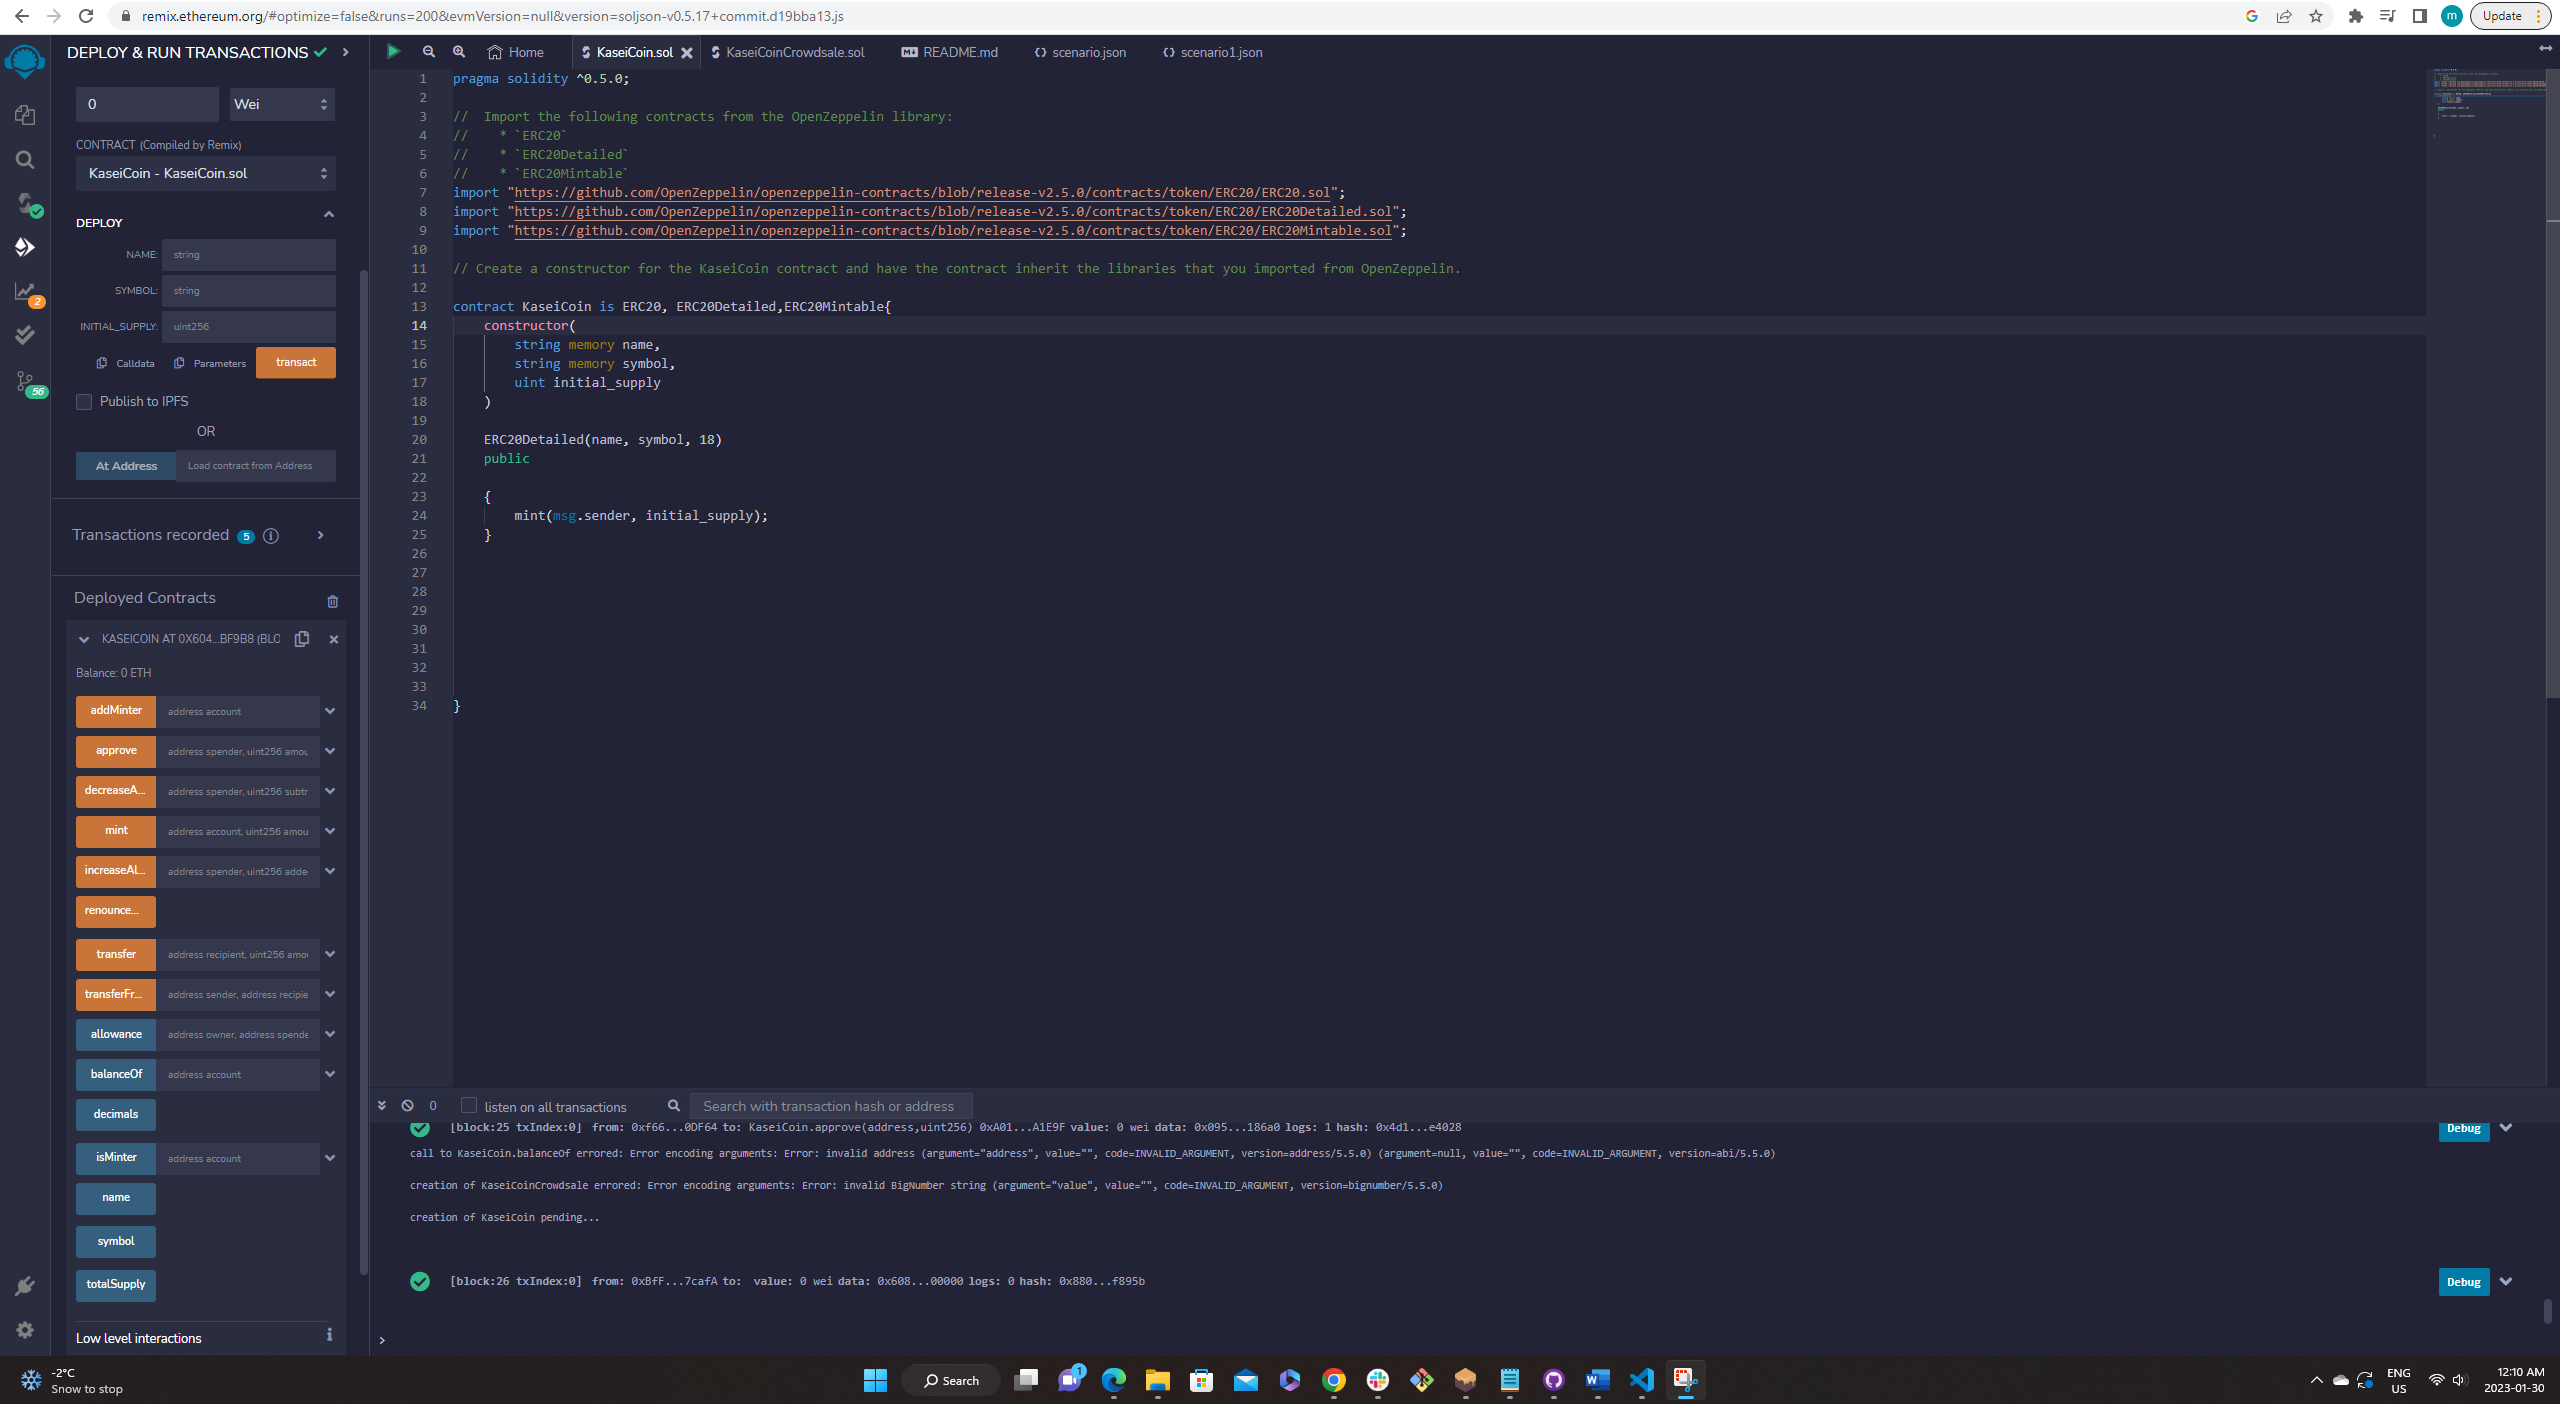 remix.ethereum.org/#optimize=false&runs=200&evmVersion=null&version=soljson-v0.5.17+commit.d19bba13.js
m
Update
DEPLOY & RUN TRANSACTIONS
0
Wei
CONTRACT (Compiled by Remix)
KaseiCoin - KaseiCoin.sol
DEPLOY
NAME: string
SYMBOL: string
INITIAL_SUPPLY: uint256
Calldata Parameters transact
Publish to IPFS
OR
At Address Load contract from Address
Transactions recorded 5 i
Deployed Contracts
KASEICOIN AT 0X604...BF9B8 (BLO
Balance: 0 ETH
addMinter address account
approve address spender, uint256 amou
decreaseA... address spender, uint256 subtr
mint address account, uint256 amou
increaseAl... address spender, uint256 adde
renounce...
transfer address recipient, uint256 amou
transferFr... address sender, address recipie
allowance address owner, address spende
balanceOf address account
decimals
isMinter address account
name
symbol
totalSupply
Low level interactions i
2
56
Home
KaseiCoin.sol
KaseiCoinCrowdsale.sol
README.md
{} scenario.json
{} scenario1.json
1 pragma solidity ^0.5.0;
2
3 //  Import the following contracts from the OpenZeppelin library:
4 //    * `ERC20`
5 //    * `ERC20Detailed`
6 //    * `ERC20Mintable`
7 import "https://github.com/OpenZeppelin/openzeppelin-contracts/blob/release-v2.5.0/contracts/token/ERC20/ERC20.sol";
8 import "https://github.com/OpenZeppelin/openzeppelin-contracts/blob/release-v2.5.0/contracts/token/ERC20/ERC20Detailed.sol";
9 import "https://github.com/OpenZeppelin/openzeppelin-contracts/blob/release-v2.5.0/contracts/token/ERC20/ERC20Mintable.sol";
10
11 // Create a constructor for the KaseiCoin contract and have the contract inherit the libraries that you imported from OpenZeppelin.
12
13 contract KaseiCoin is ERC20, ERC20Detailed,ERC20Mintable{
14     constructor(
15         string memory name,
16         string memory symbol,
17         uint initial_supply
18     )
19
20     ERC20Detailed(name, symbol, 18)
21     public
22
23     {
24         mint(msg.sender, initial_supply);
25     }
26
27
28
29
30
31
32
33
34 }
0 listen on all transactions Search with transaction hash or address
[block:25 txIndex:0] from: 0xf66...0DF64 to: KaseiCoin.approve(address,uint256) 0xA01...A1E9F value: 0 wei data: 0x095...186a0 logs: 1 hash: 0x4d1...e4028 Debug
call to KaseiCoin.balanceOf errored: Error encoding arguments: Error: invalid address (argument="address", value="", code=INVALID_ARGUMENT, version=address/5.5.0) (argument=null, value="", code=INVALID_ARGUMENT, version=abi/5.5.0)
creation of KaseiCoinCrowdsale errored: Error encoding arguments: Error: invalid BigNumber string (argument="value", value="", code=INVALID_ARGUMENT, version=bignumber/5.5.0)
creation of KaseiCoin pending...
[block:26 txIndex:0] from: 0xBfF...7cafA to: value: 0 wei data: 0x608...00000 logs: 0 hash: 0x880...f895b Debug
>
-2°C
Snow to stop
Search
1
ENG
US
12:10 AM
2023-01-30